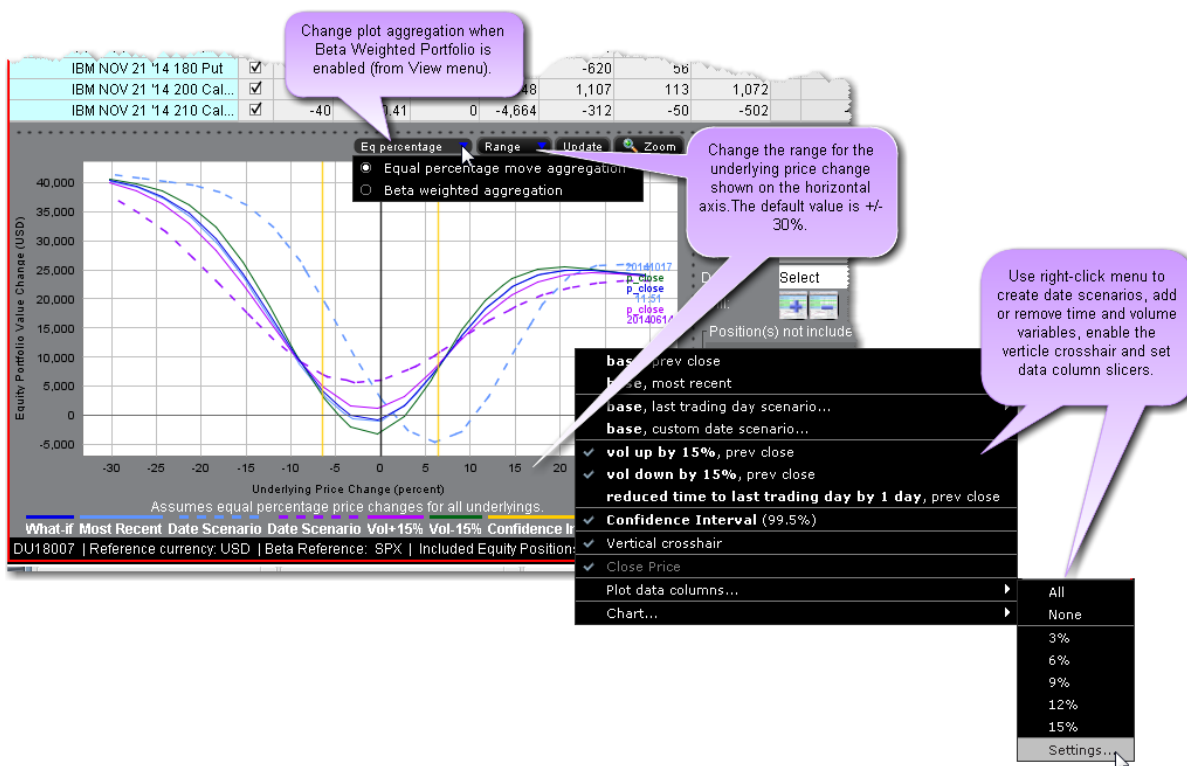 Change plot aggregation when
Beta Weighted Portfolio is
enabled (from View menu).
IBM NOV 21 '14 180 Put -620 56
IBM NOV 21 '14 200 Cal... 1,107 113 1,072
IBM NOV 21 '14 210 Cal... -40 0 -4,664 -312 -50 -502
Eq percentage Range Update Zoom
Equal percentage move aggregation
Beta weighted aggregation
Change the range for the
underlying price change
shown on the horizontal
axis.The default value is +/-
30%.
Equity Portfolio Value Change (USD)
40,000
35,000
30,000
25,000
20,000
15,000
10,000
5,000
0
-5,000
20141017
p_close
p_close
11:51
p_close
20140614
-30 -25 -20 -15 -10 -5 0 5 10 15 20
Underlying Price Change (percent)
Assumes equal percentage price changes for all underlyings.
What-if Most Recent Date Scenario Date Scenario Vol+15% Vol-15% Confidence
DU18007 | Reference currency: USD | Beta Reference: SPX | Included Equity
Select
Position(s) not include
Use right-click menu to
create date scenarios, add
or remove time and volume
variables, enable the
verticle crosshair and set
data column slicers.
base, prev close
base, most recent
base, last trading day scenario...
base, custom date scenario...
vol up by 15%, prev close
vol down by 15%, prev close
reduced time to last trading day by 1 day, prev close
Confidence Interval (99.5%)
Vertical crosshair
Close Price
Plot data columns...
Chart...
All
None
3%
6%
9%
12%
15%
Settings...